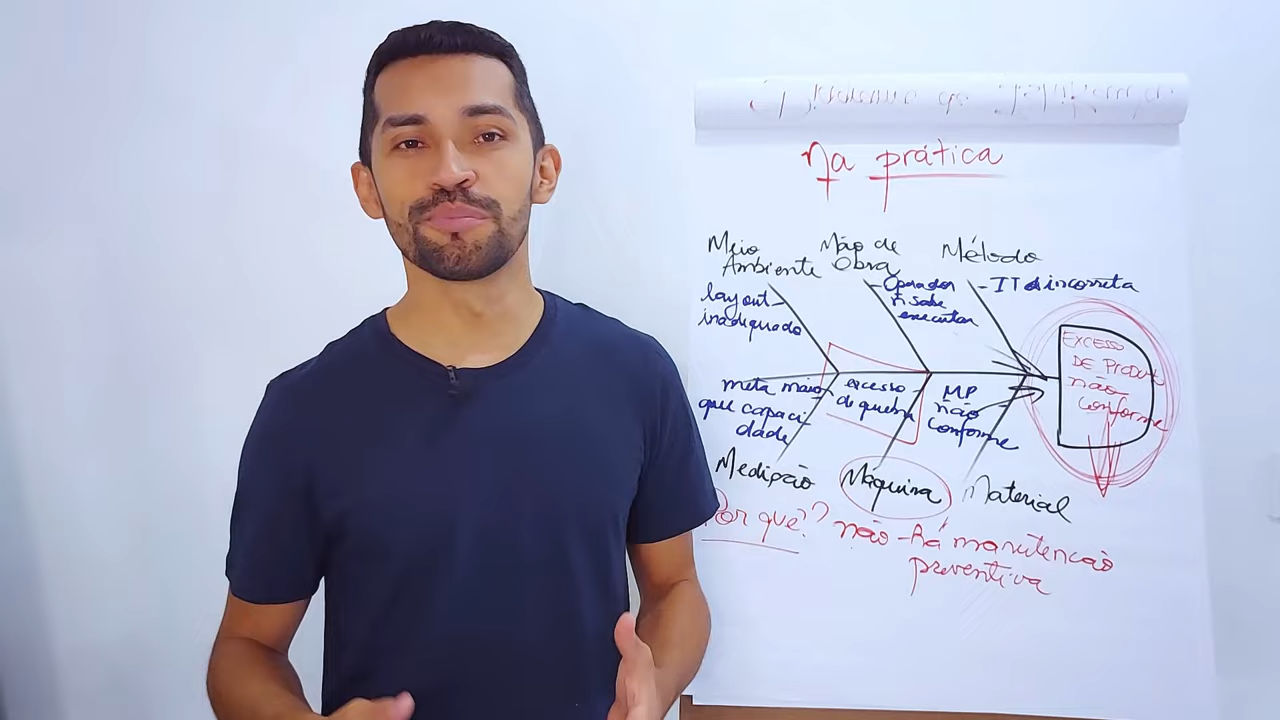 Na prática
Meio
Ambiente
Mão de
Obra
Método
layout
inadequado
Operador
ñ sabe
executar
IT incorreta
EXCESSO
DE PRODUTO
não
conforme
meta maior
que capaci-
dade
excesso
de quebra
MP
não
conforme
Medição
Máquina
Material
Por que?? não há manutenção
preventiva